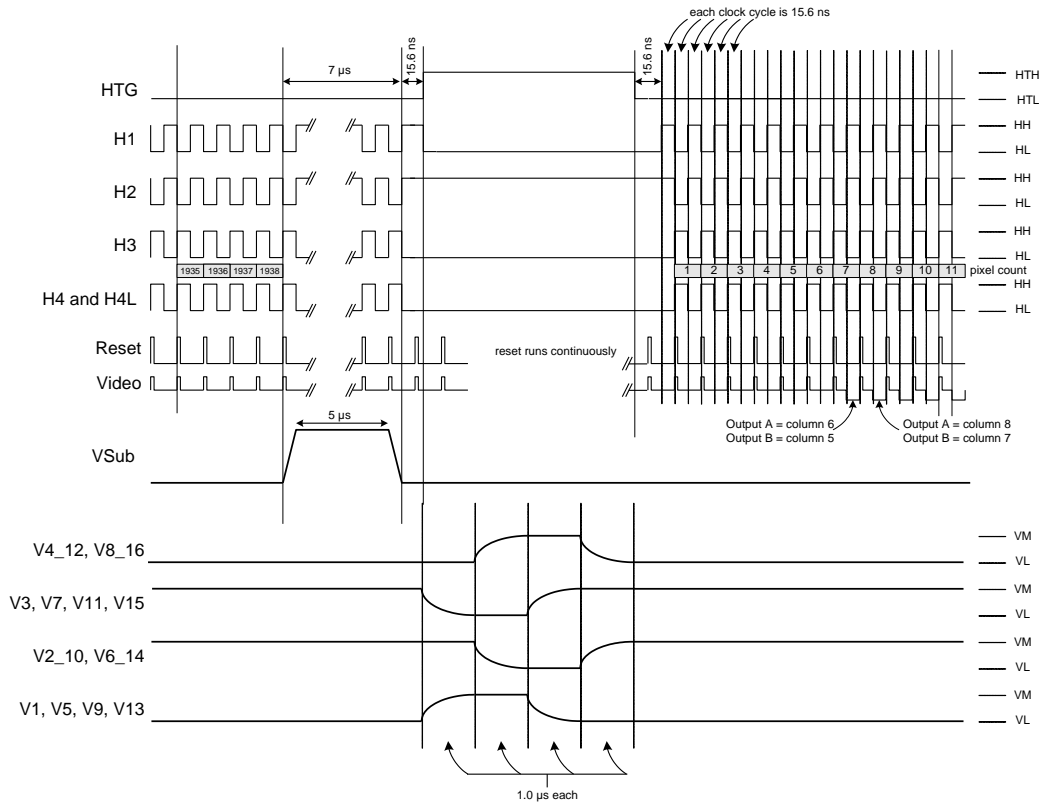 each clock cycle is 15.6 ns
7 µs
15.6 ns
15.6 ns
HTG
HTH
HTL
H1
HH
HL
H2
HH
HL
H3
HH
HL
1935 1936 1937 1938
1 2 3 4 5 6 7 8 9 10 11 pixel count
H4 and H4L
HH
HL
Reset
reset runs continuously
Video
Output A = column 6
Output B = column 5
Output A = column 8
Output B = column 7
5 µs
VSub
V4_12, V8_16
VM
VL
V3, V7, V11, V15
VM
VL
V2_10, V6_14
VM
VL
V1, V5, V9, V13
VM
VL
1.0 µs each